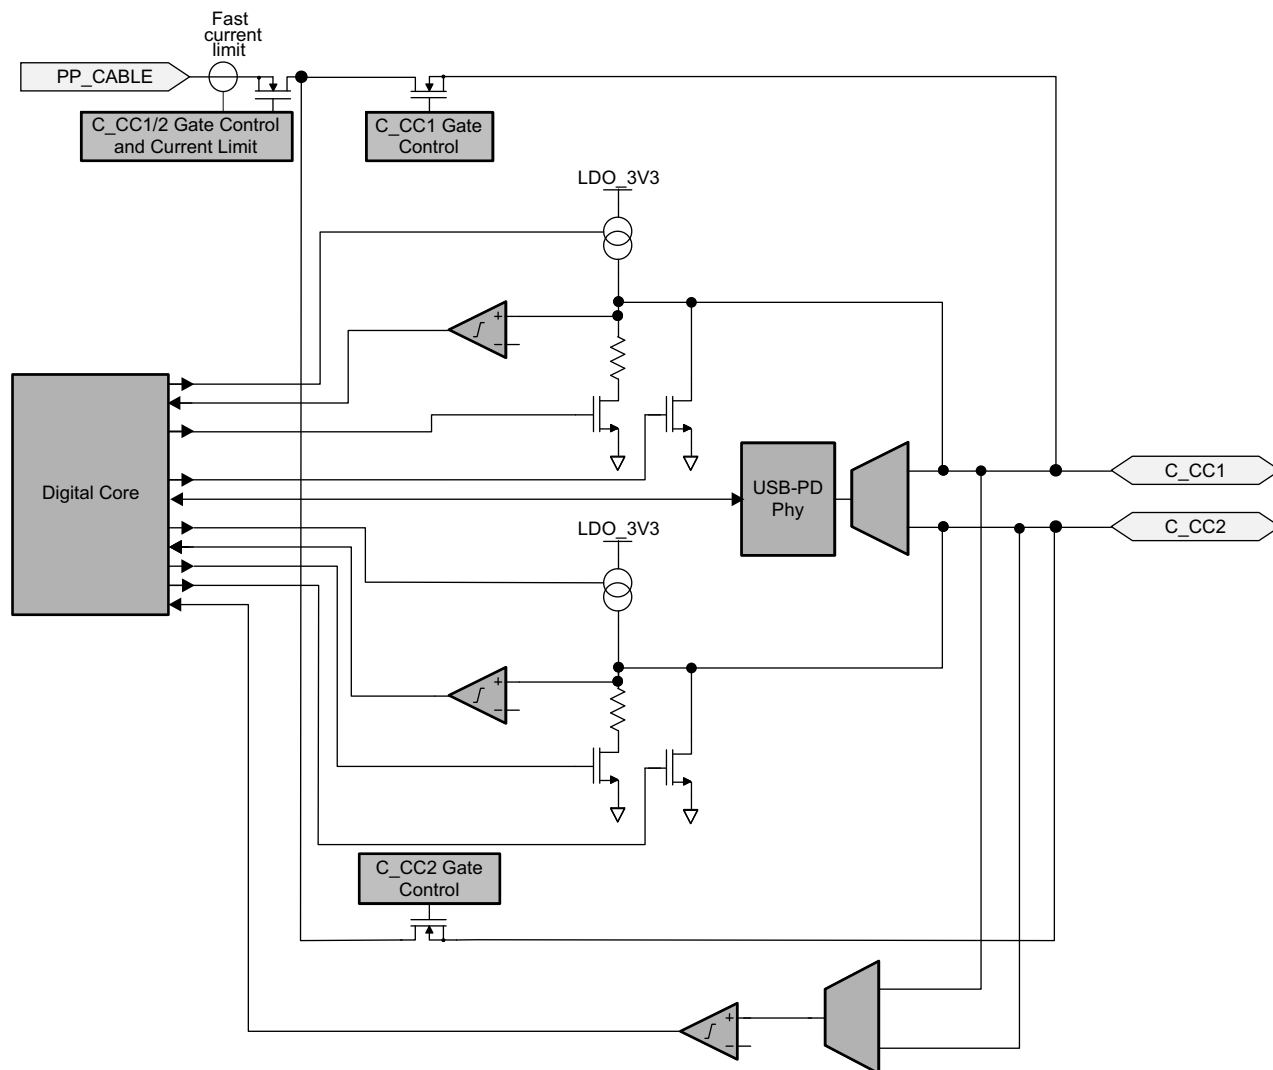 Fast
current
limit
PP_CABLE
C_CC1/2 Gate Control
and Current Limit
C_CC1 Gate
Control
LDO_3V3
+
−
Digital Core
USB-PD
Phy
C_CC1
C_CC2
LDO_3V3
+
−
C_CC2 Gate
Control
+
−